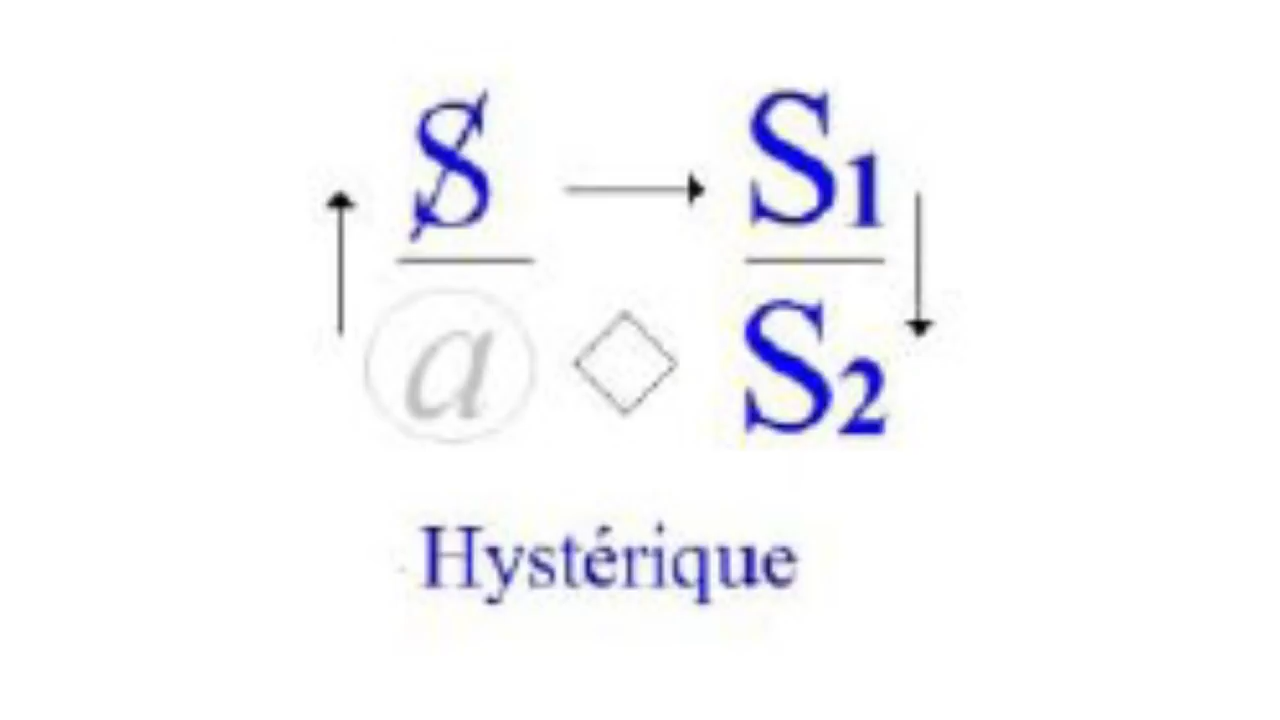 $ → S1
a ◇ S2
Hystérique